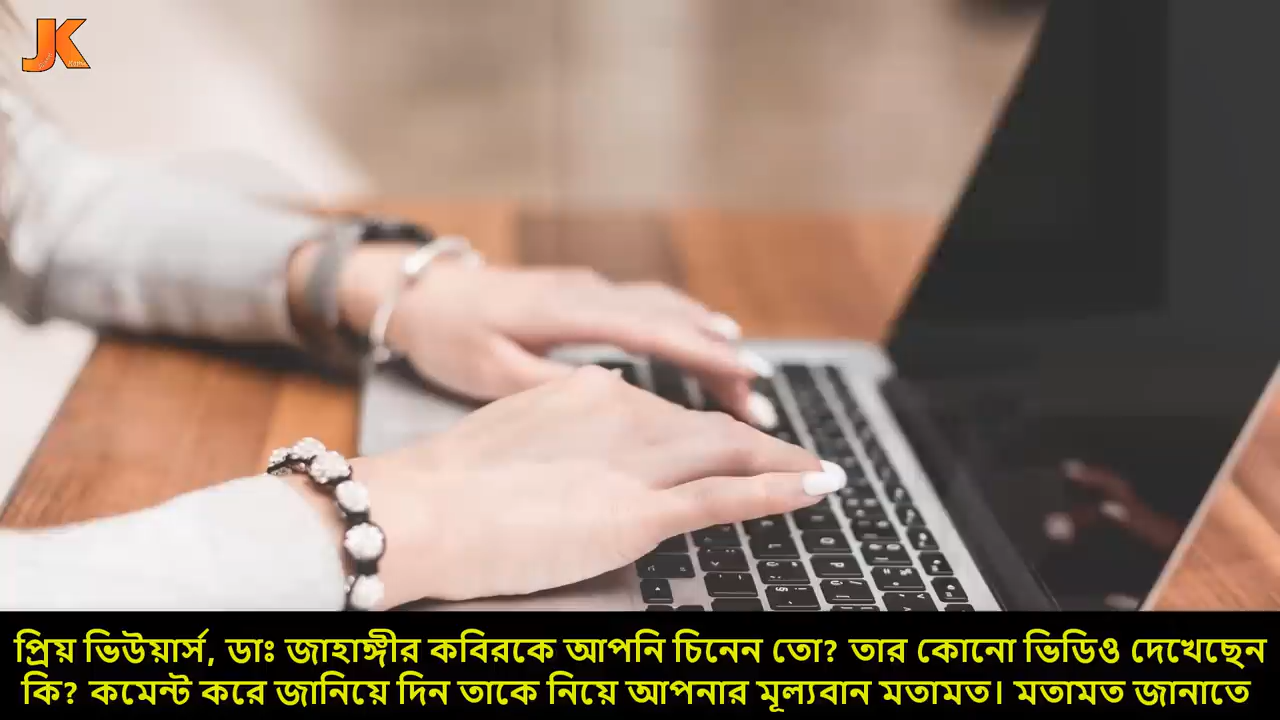 JK
প্রিয় ভিউয়ার্স, ডাঃ জাহাঙ্গীর কবিরকে আপনি চিনেন তো? তার কোনো ভিডিও দেখেছেন
কি? কমেন্ট করে জানিয়ে দিন তাকে নিয়ে আপনার মূল্যবান মতামত। মতামত জানাতে